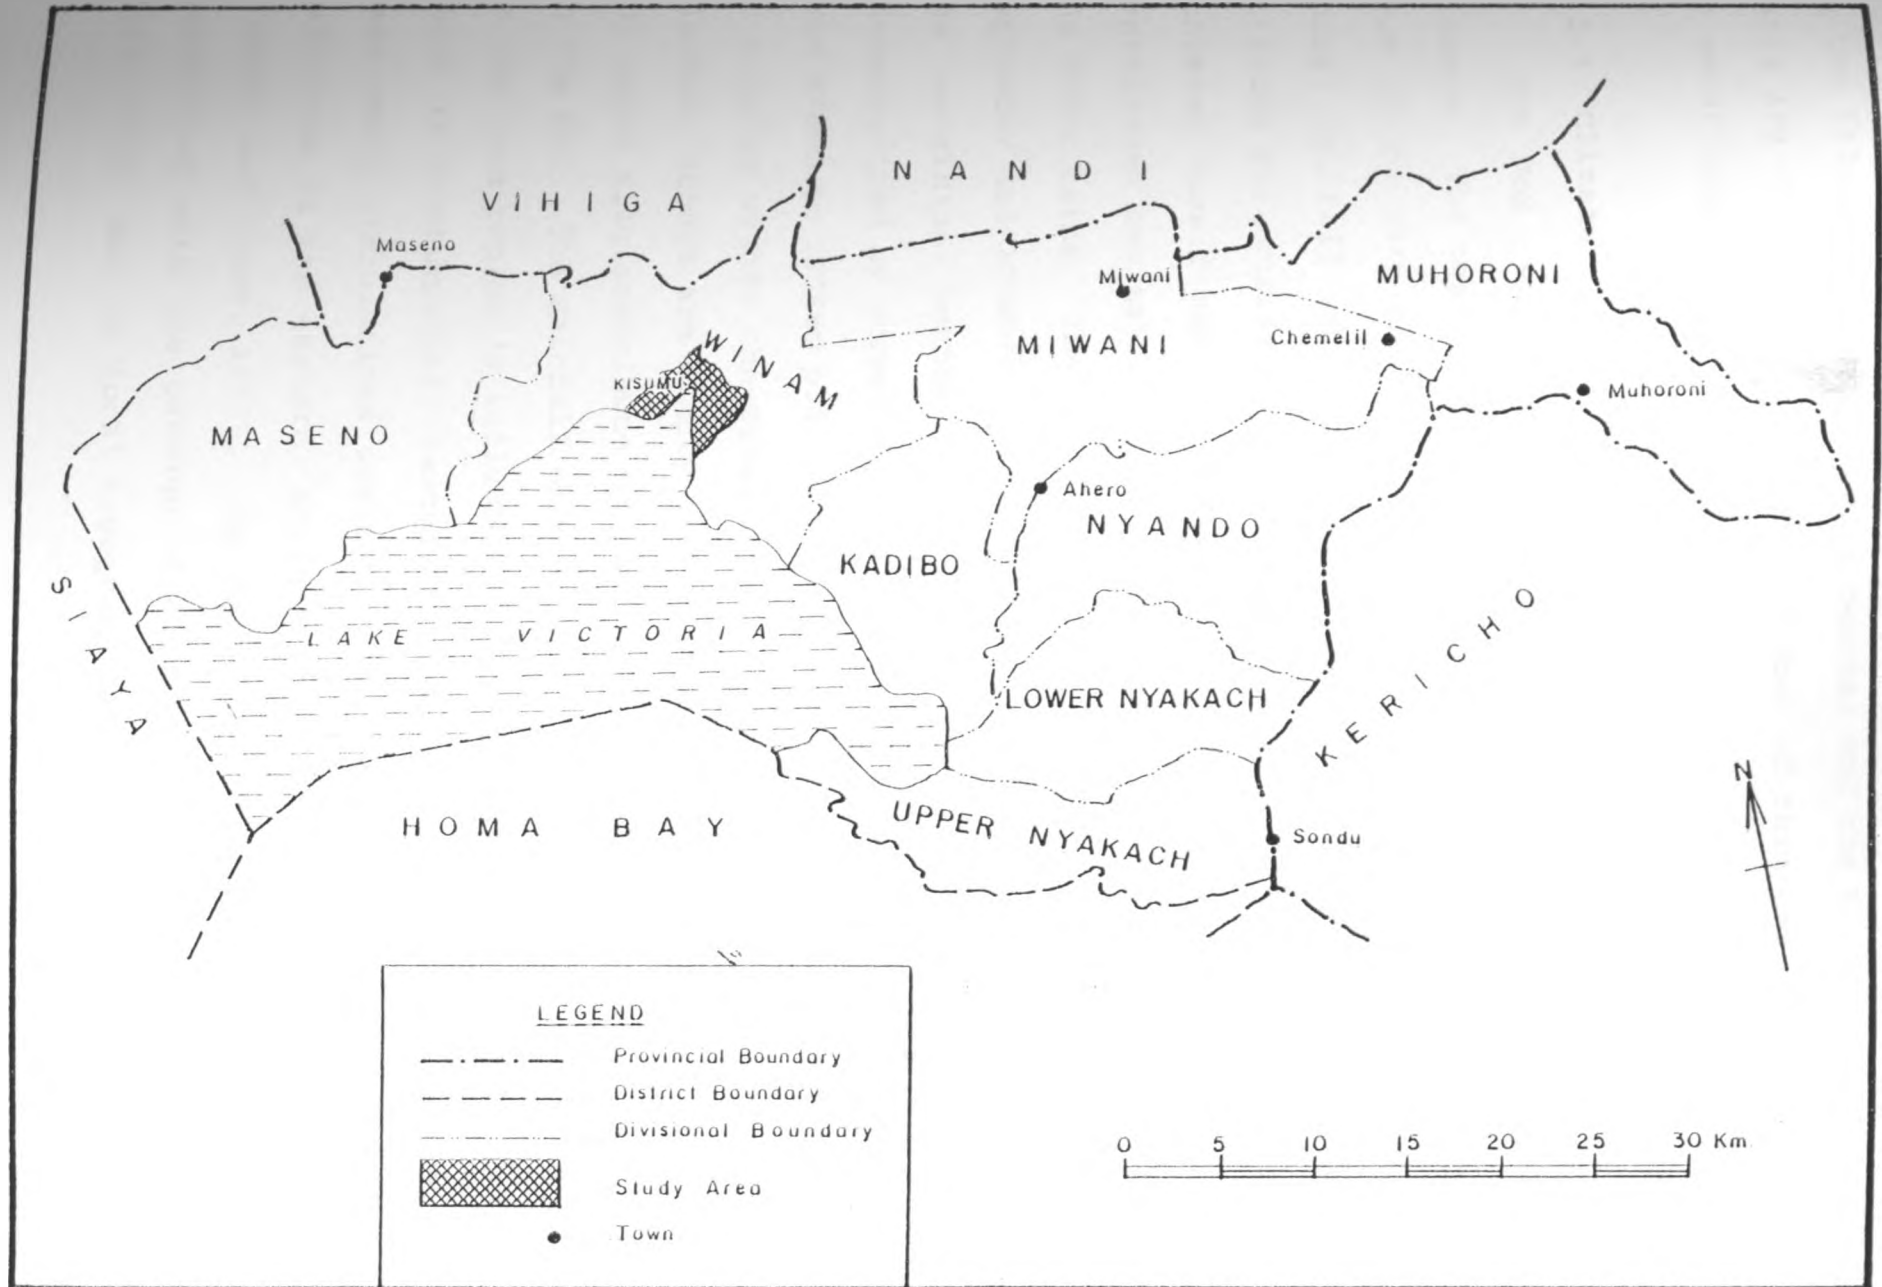 NANDI
VIHIGA
Maseno
Miwani
MUHORONI
WINAM
MIWANI
Chemelil
KISUMU
Muhoroni
MASENO
Ahero
NYANDO
KADIBO
SIAYA
LAKE VICTORIA
KERICHO
LOWER NYAKACH
N
HOMA BAY
UPPER NYAKACH
Sondu
LEGEND
Provincial Boundary
District Boundary
Divisional Boundary
Study Area
Town
0 5 10 15 20 25 30 Km.